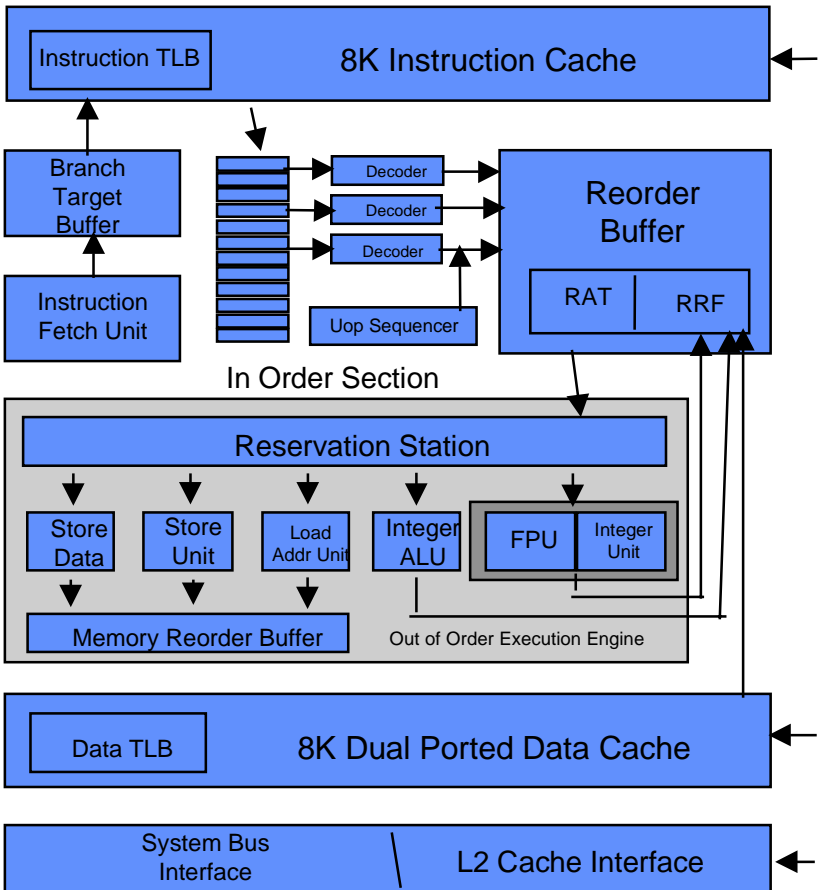 Instruction TLB
8K Instruction Cache
Branch
Target
Buffer
Instruction
Fetch Unit
Decoder
Decoder
Decoder
Uop Sequencer
Reorder
Buffer
RAT
RRF
In Order Section
Reservation Station
Store
Data
Store
Unit
Load
Addr Unit
Integer
ALU
FPU
Integer
Unit
Memory Reorder Buffer
Out of Order Execution Engine
Data TLB
8K Dual Ported Data Cache
System Bus
Interface
L2 Cache Interface